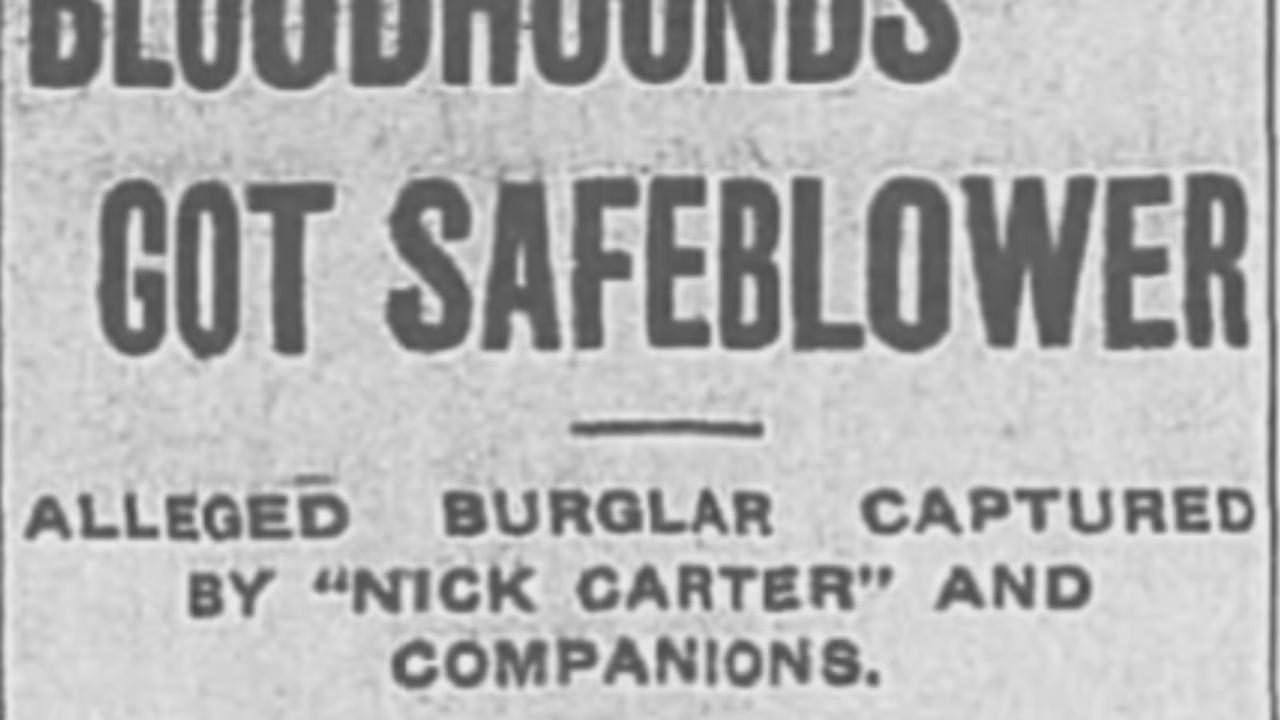 BLOODHOUNDS
GOT SAFEBLOWER
ALLEGED BURGLAR CAPTURED
BY "NICK CARTER" AND
COMPANIONS.